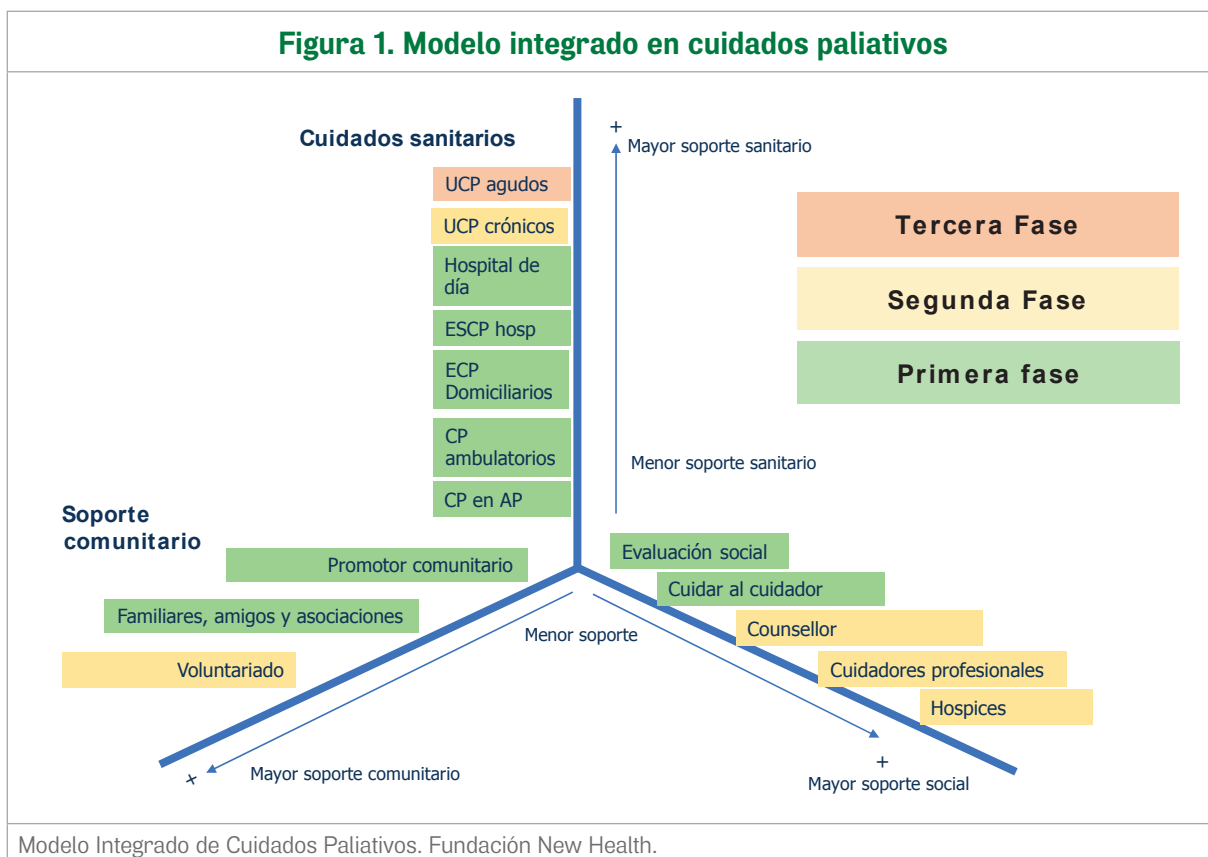 Figura 1. Modelo integrado en cuidados paliativos
Cuidados sanitarios
+
Mayor soporte sanitario
UCP agudos
UCP crónicos
Hospital de
día
ESCP hosp
ECP
Domiciliarios
CP
ambulatorios
CP en AP
Menor soporte sanitario
Tercera Fase
Segunda Fase
Primera fase
Soporte
comunitario
Promotor comunitario
Familiares, amigos y asociaciones
Voluntariado
Evaluación social
Cuidar al cuidador
Counsellor
Cuidadores profesionales
Hospices
Menor soporte
+
Mayor soporte comunitario
+
Mayor soporte social
Modelo Integrado de Cuidados Paliativos. Fundación New Health.